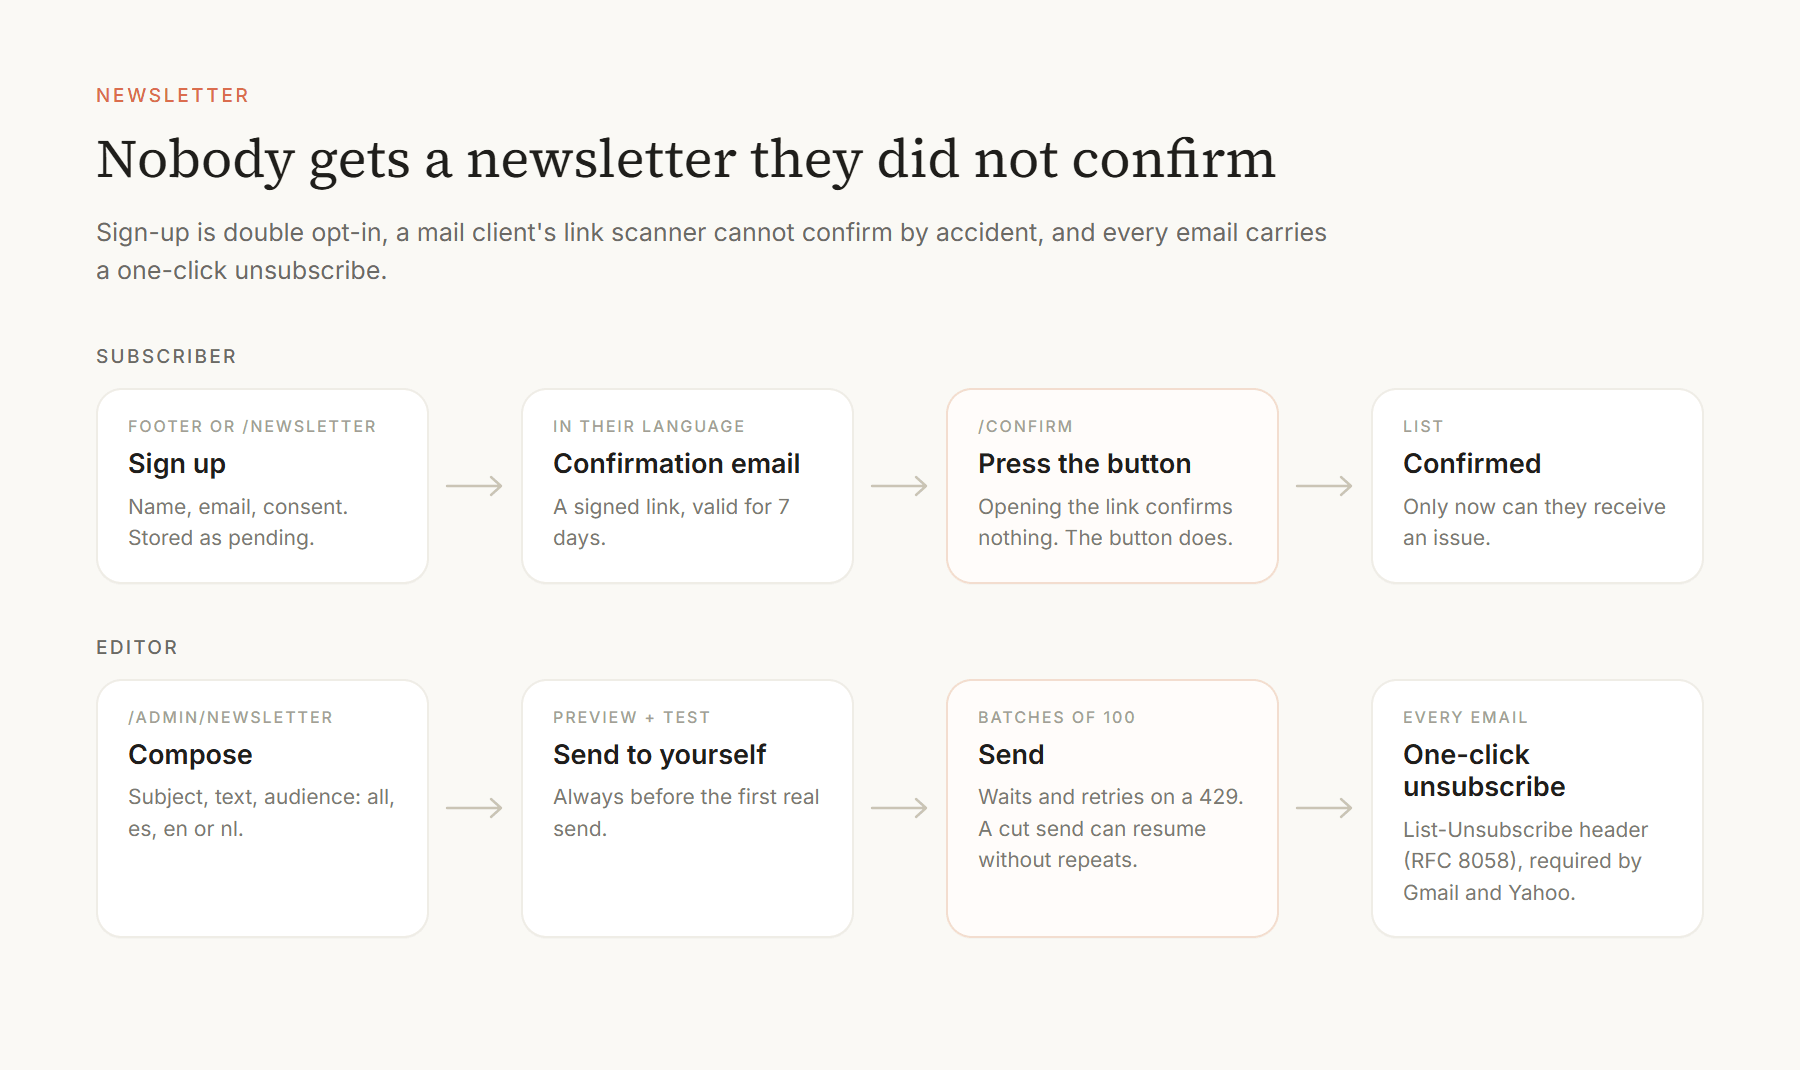 NEWSLETTER
Nobody gets a newsletter they did not confirm
Sign-up is double opt-in, a mail client's link scanner cannot confirm by accident, and every email carries
a one-click unsubscribe.
SUBSCRIBER
FOOTER OR /NEWSLETTER
Sign up
Name, email, consent.
Stored as pending.
IN THEIR LANGUAGE
Confirmation email
A signed link, valid for 7
days.
/CONFIRM
Press the button
Opening the link confirms
nothing. The button does.
LIST
Confirmed
Only now can they receive
an issue.
EDITOR
/ADMIN/NEWSLETTER
Compose
Subject, text, audience: all,
es, en or nl.
PREVIEW + TEST
Send to yourself
Always before the first real
send.
BATCHES OF 100
Send
Waits and retries on a 429.
A cut send can resume
without repeats.
EVERY EMAIL
One-click
unsubscribe
List-Unsubscribe header
(RFC 8058), required by
Gmail and Yahoo.